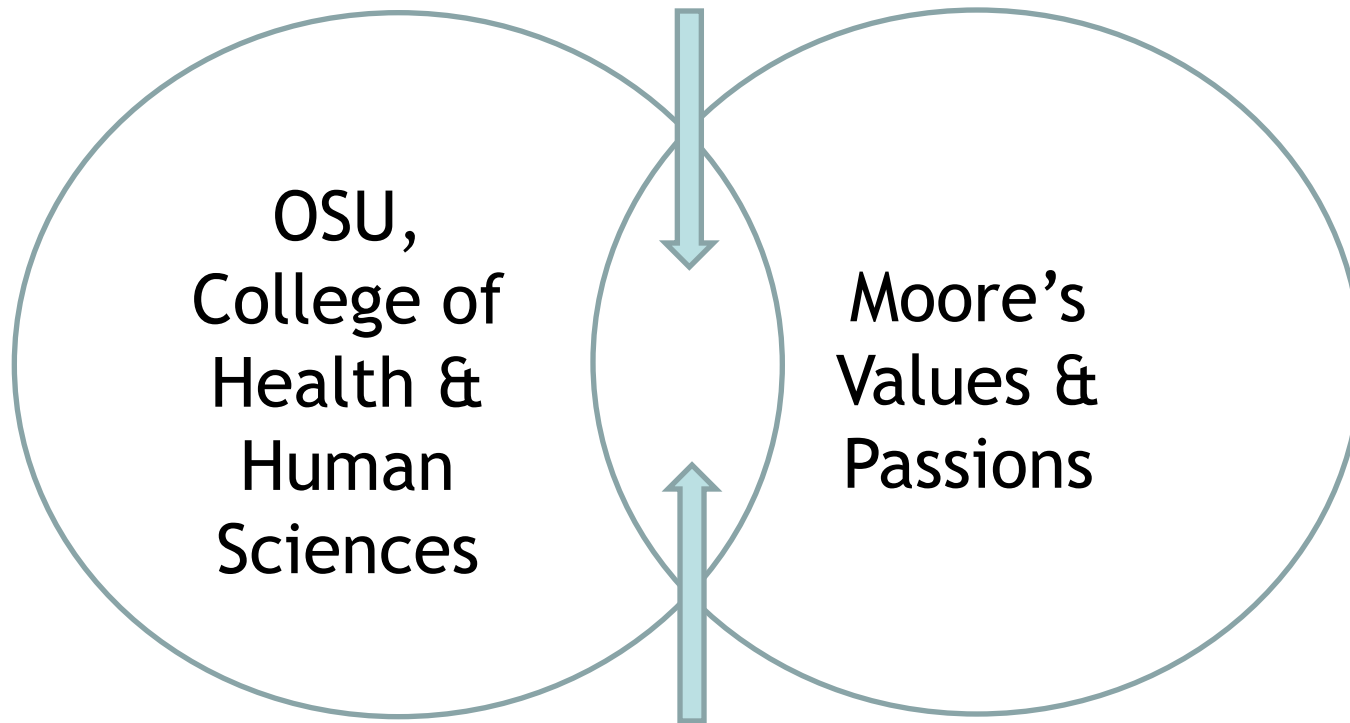 OSU,
College of
Health &
Human
Sciences
Moore’s
Values &
Passions